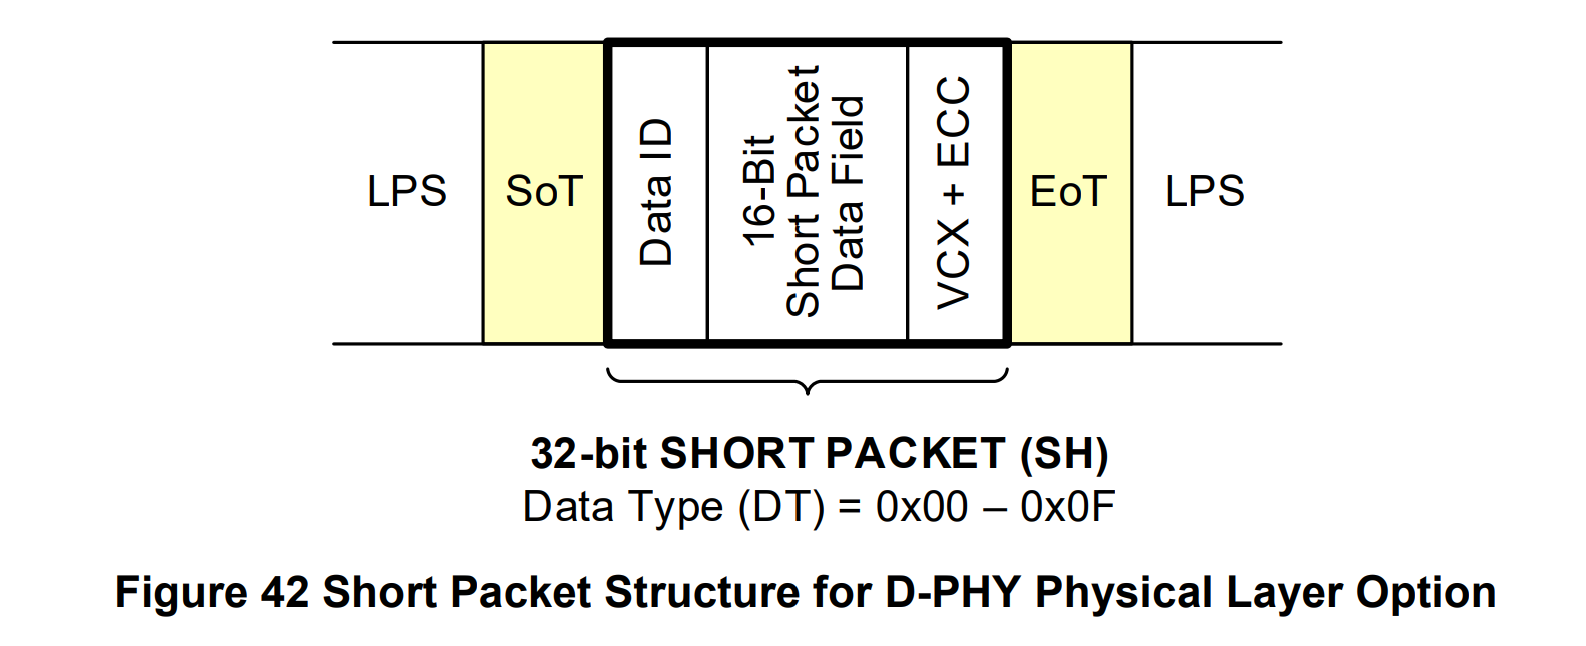 LPS
SoT
Data ID
16-Bit
Short Packet
Data Field
VCX + ECC
EoT
LPS
32-bit SHORT PACKET (SH)
Data Type (DT) = 0x00 – 0x0F
Figure 42 Short Packet Structure for D-PHY Physical Layer Option